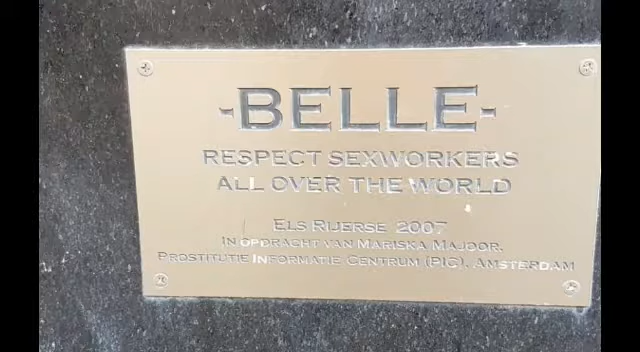 -BELLE-
RESPECT SEXWORKERS
ALL OVER THE WORLD
ELS RIJERSE 2007
IN OPDRACHT VAN MARISKA MAJOOR,
PROSTITUTIE INFORMATIE CENTRUM (PIC), AMSTERDAM